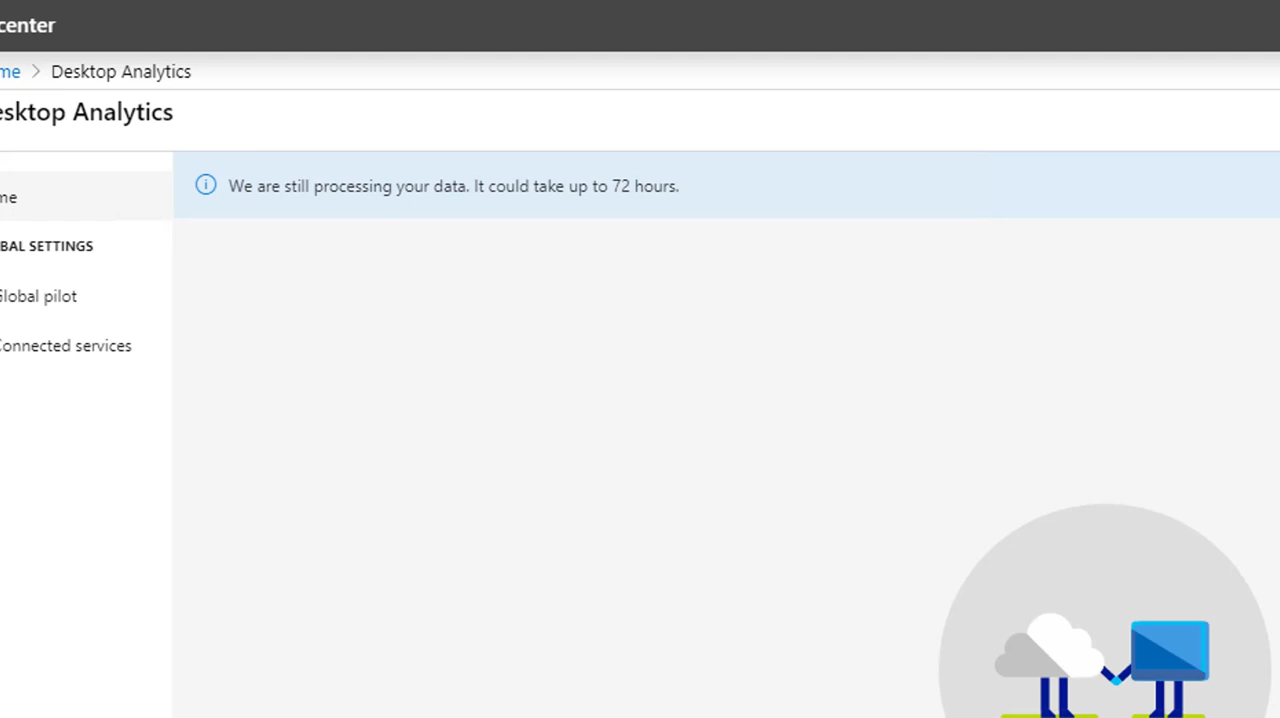 center
me > Desktop Analytics
esktop Analytics
We are still processing your data. It could take up to 72 hours.
me
BAL SETTINGS
Global pilot
Connected services